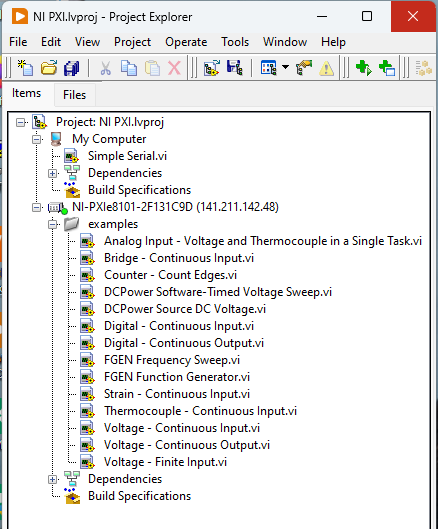 NI PXI.lvproj - Project Explorer
File Edit View Project Operate Tools Window Help
Items Files
Project: NI PXI.lvproj
My Computer
Simple Serial.vi
Dependencies
Build Specifications
NI-PXIe8101-2F131C9D (141.211.142.48)
examples
Analog Input - Voltage and Thermocouple in a Single Task.vi
Bridge - Continuous Input.vi
Counter - Count Edges.vi
DCPower Software-Timed Voltage Sweep.vi
DCPower Source DC Voltage.vi
Digital - Continuous Input.vi
Digital - Continuous Output.vi
FGEN Frequency Sweep.vi
FGEN Function Generator.vi
Strain - Continuous Input.vi
Thermocouple - Continuous Input.vi
Voltage - Continuous Input.vi
Voltage - Continuous Output.vi
Voltage - Finite Input.vi
Dependencies
Build Specifications